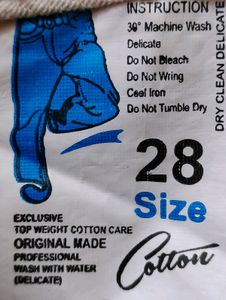 INSTRUCTION
30° Machine Wash
Delicate
Do Not Bleach
Do Not Wring
Cool Iron
Do Not Tumble Dry
DRY CLEAN DELICATE
28
Size
EXCLUSIVE
TOP WEIGHT COTTON CARE
ORIGINAL MADE
PROFESSIONAL
WASH WITH WATER
(DELICATE)
Cotton